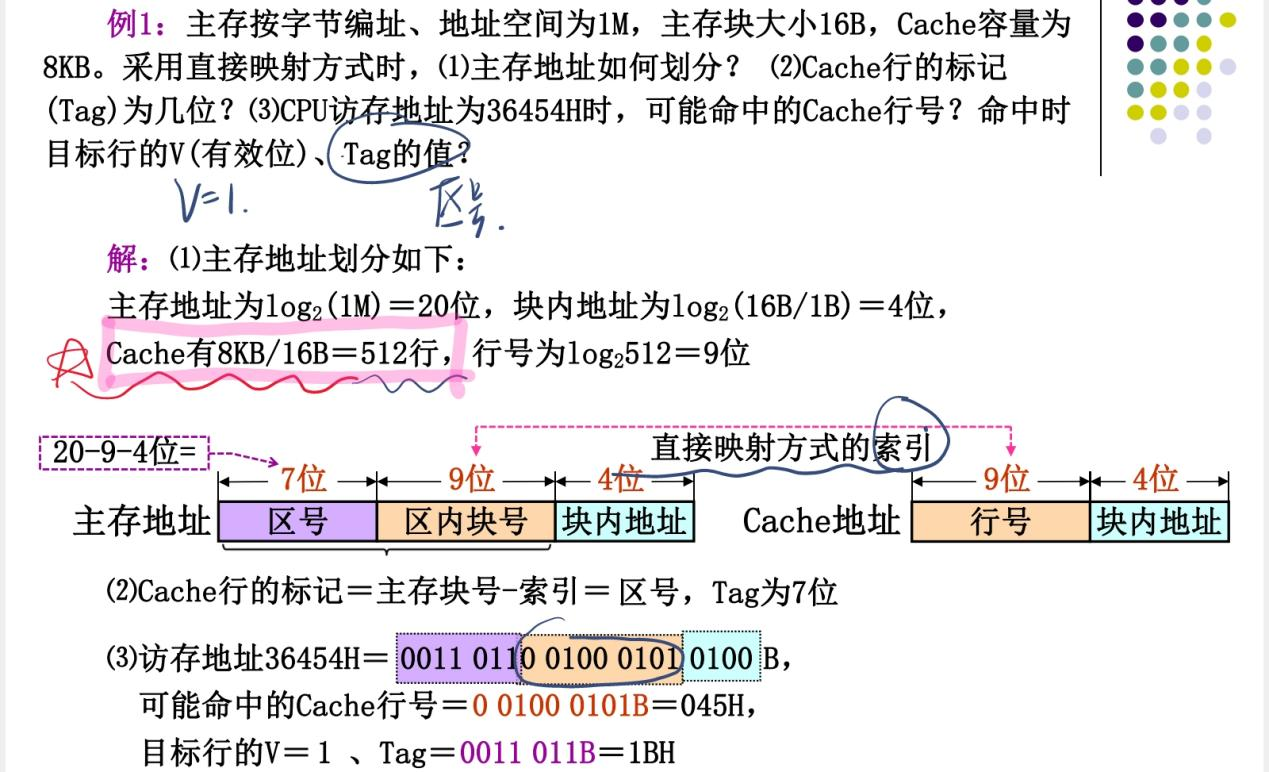 例1：主存按字节编址、地址空间为1M，主存块大小16B，Cache容量为
8KB。采用直接映射方式时，⑴主存地址如何划分？ ⑵Cache行的标记
(Tag)为几位？⑶CPU访存地址为36454H时，可能命中的Cache行号？命中时
目标行的V(有效位)、Tag的值？
V=1. 区号.
解：⑴主存地址划分如下：
主存地址为log₂(1M)＝20位，块内地址为log₂(16B/1B)＝4位，
Cache有8KB/16B＝512行，行号为log₂512＝9位
直接映射方式的索引
20-9-4位=
7位 9位 4位 9位 4位
主存地址 区号 区内块号 块内地址 Cache地址 行号 块内地址
⑵Cache行的标记＝主存块号-索引＝区号，Tag为7位
⑶访存地址36454H＝0011 0110 0100 0101 0100 B，
可能命中的Cache行号＝0 0100 0101B＝045H，
目标行的V＝1 、Tag＝0011 011B＝1BH